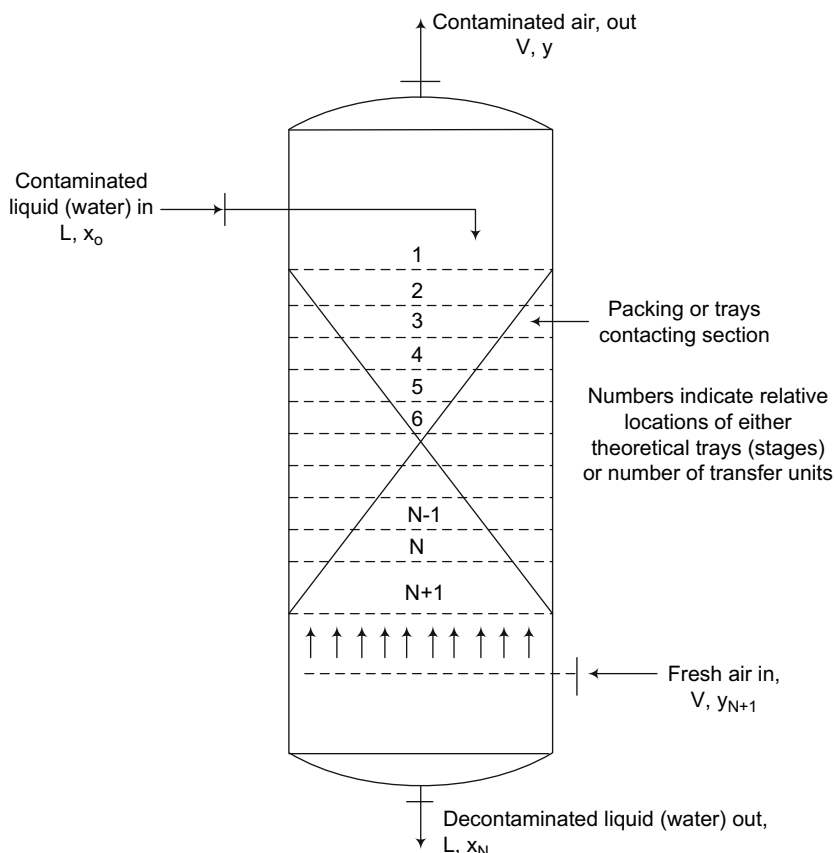 Contaminated air, out
V, y
Contaminated
liquid (water) in
L, xₒ
1
2
3
4
5
6
N-1
N
N+1
Packing or trays
contacting section
Numbers indicate relative
locations of either
theoretical trays (stages)
or number of transfer units
Fresh air in,
V, yN+1
Decontaminated liquid (water) out,
L, xN